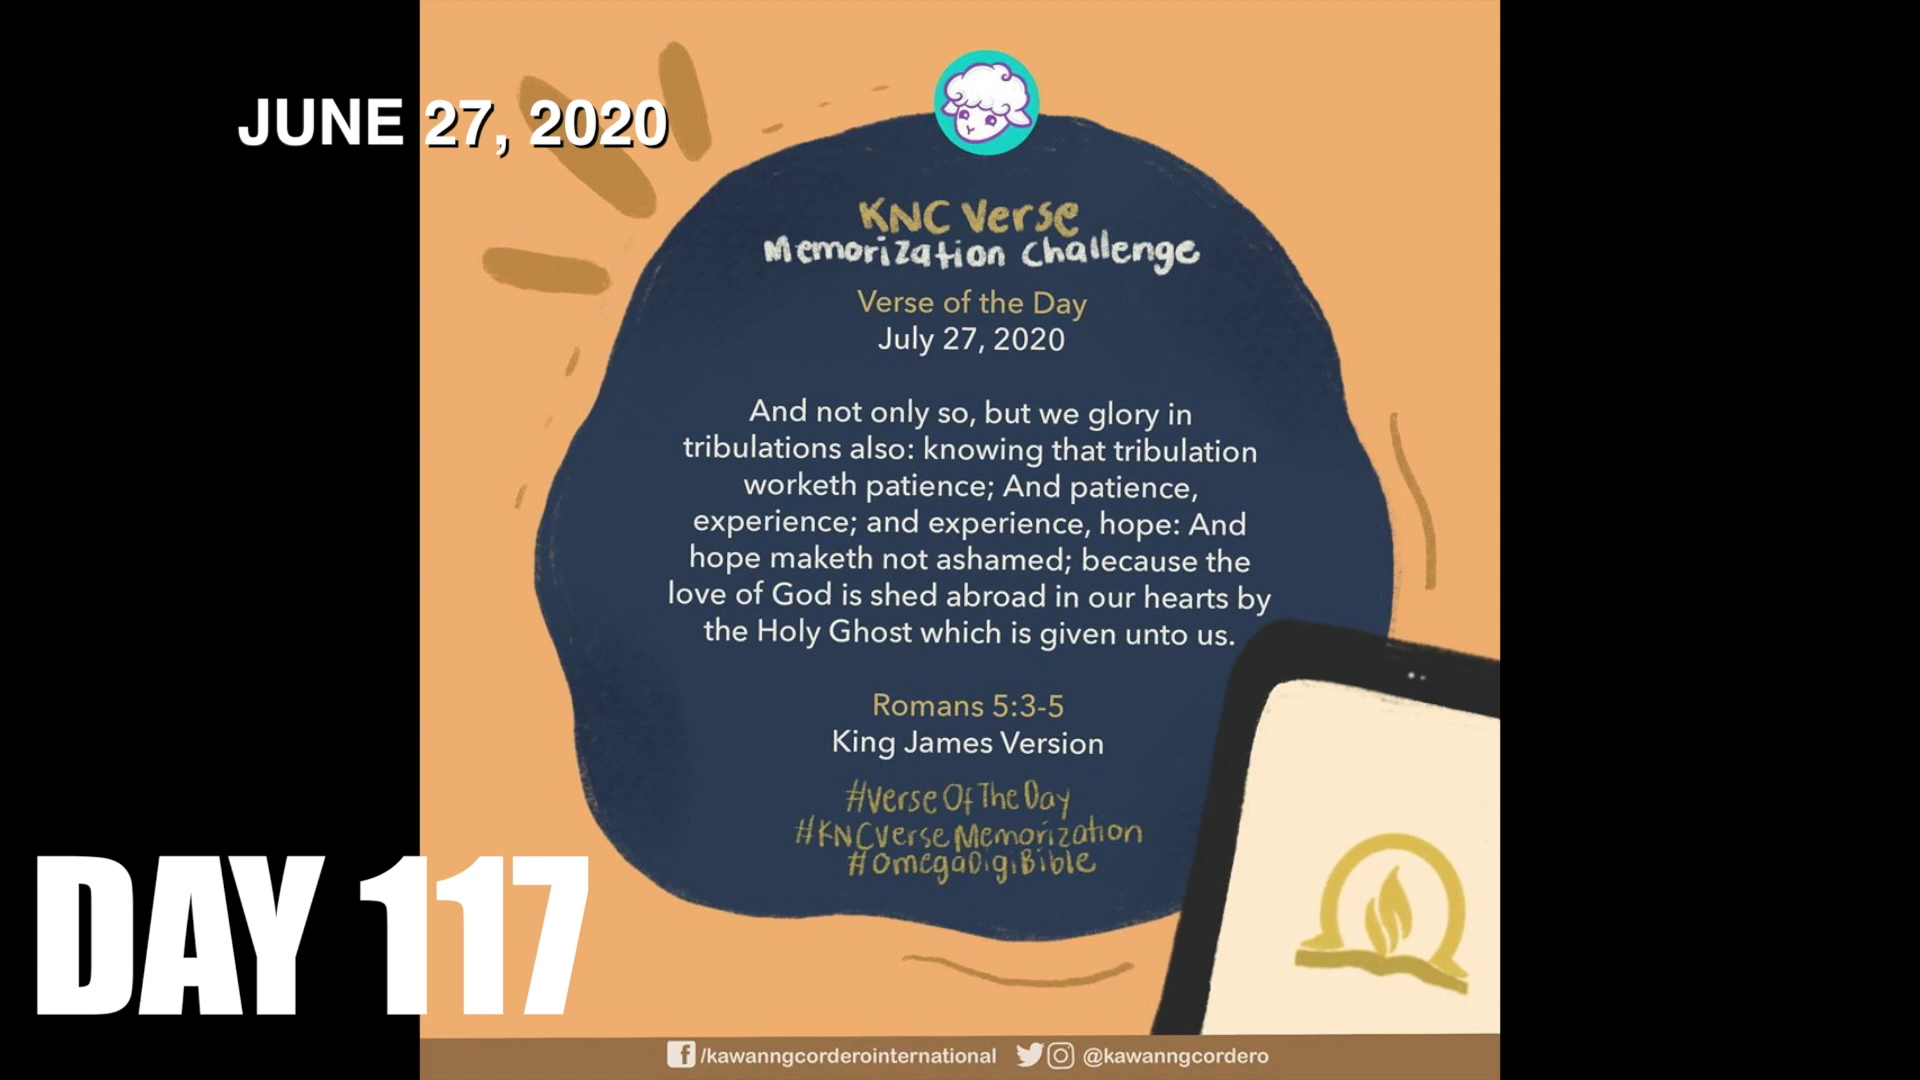 JUNE 27, 2020
KNC Verse
Memorization Challenge
Verse of the Day
July 27, 2020
And not only so, but we glory in
tribulations also: knowing that tribulation
worketh patience; And patience,
experience; and experience, hope: And
hope maketh not ashamed; because the
love of God is shed abroad in our hearts by
the Holy Ghost which is given unto us.
Romans 5:3-5
King James Version
#VerseOfTheDay
#KNCVerseMemorization
#OmegaDigiBible
DAY 117
/kawanngcorderointernational @kawanngcordero